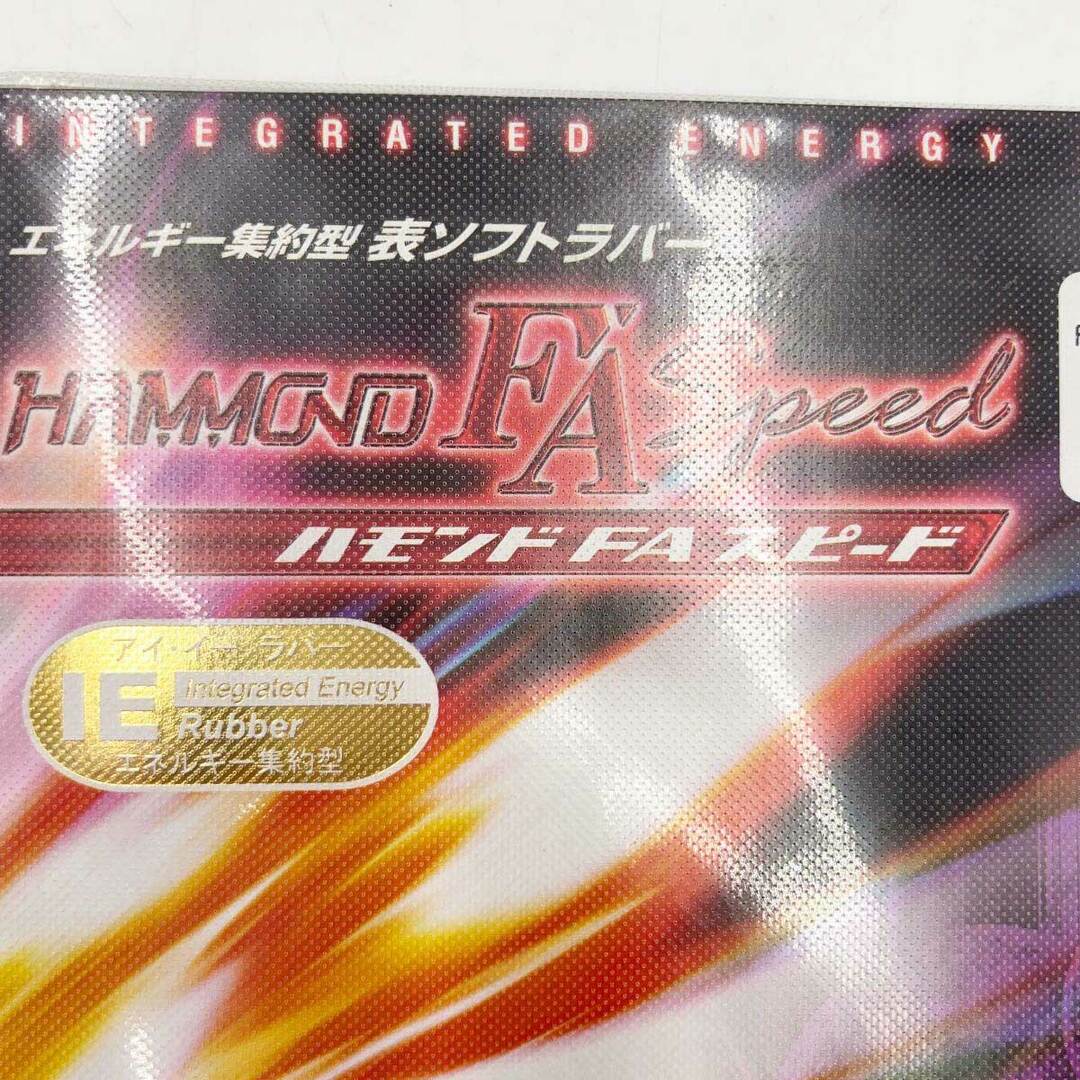 INTEGRATED ENERGY
エネルギー集約型 表ソフトラバー
HAMMOND FA Speed
ハモンド FA スピード
アイ・イー ラバー
IE Integrated Energy
Rubber
エネルギー集約型